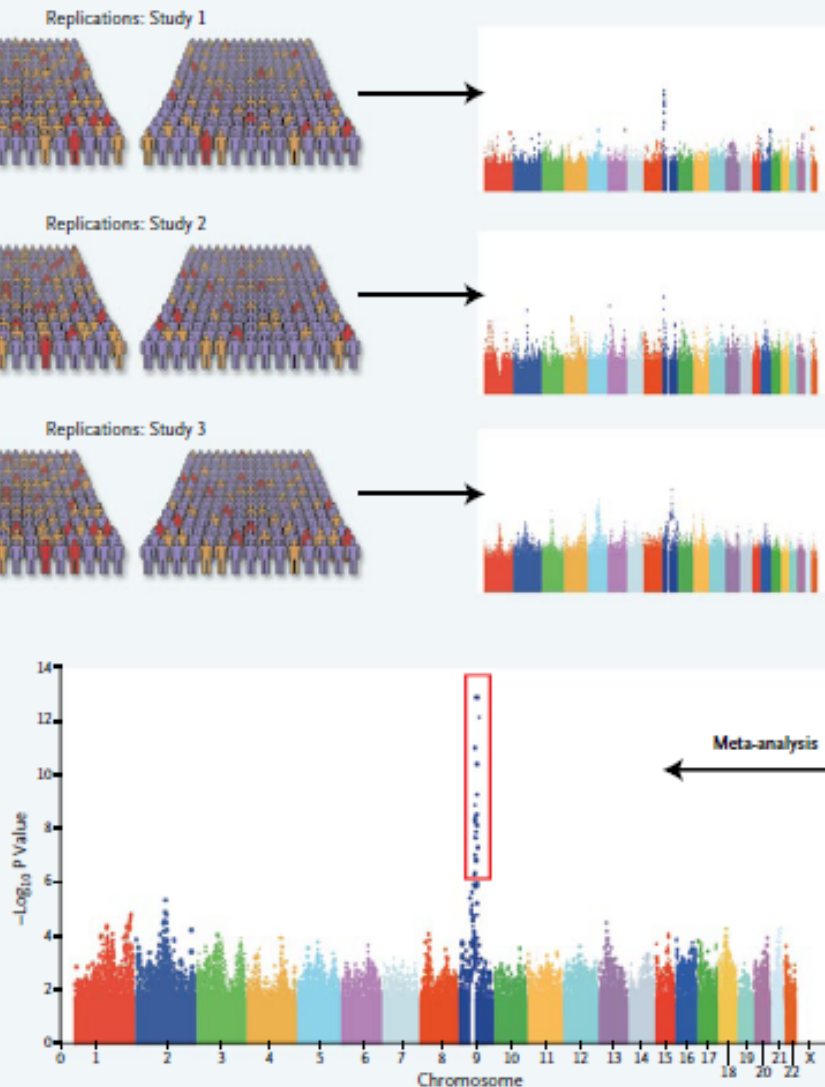 Replications: Study 1
Replications: Study 2
Replications: Study 3
14
12
10
8
6
4
2
0
−Log₁₀ P Value
Meta-analysis
0 1 2 3 4 5 6 7 8 9 10 11 12 13 14 15 16 17 18 19 20 21 22 X
Chromosome